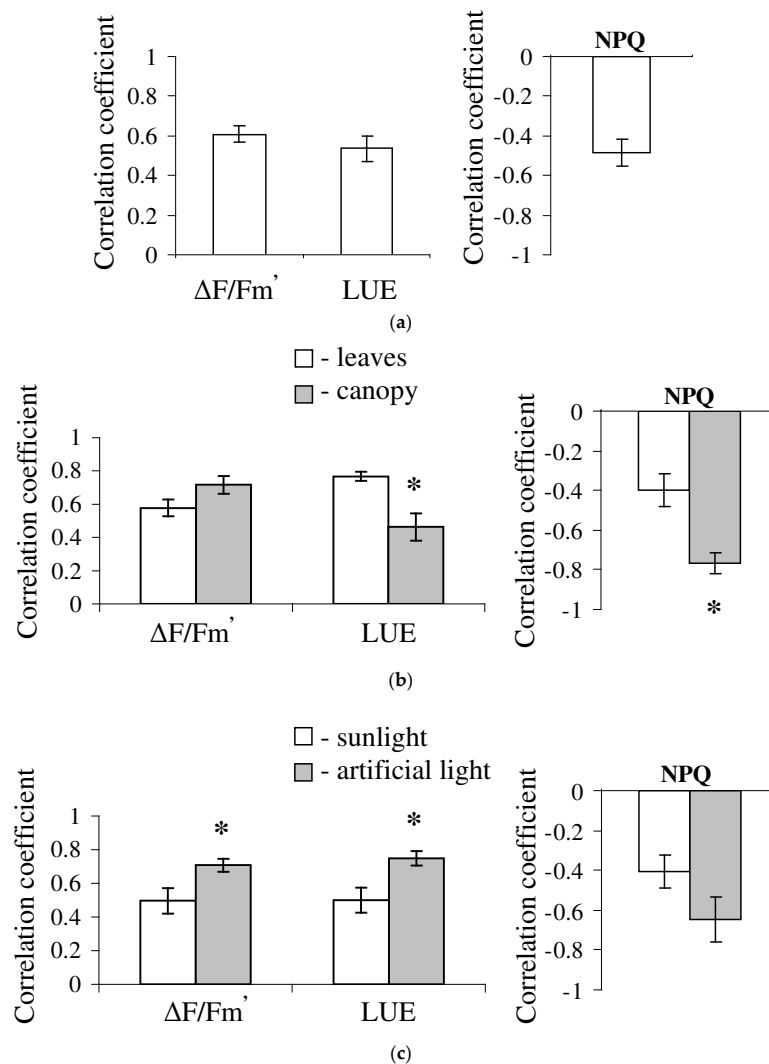 Correlation coefficient
1
0.8
0.6
0.4
0.2
0
ΔF/Fm’
LUE
NPQ
Correlation coefficient
0
-0.2
-0.4
-0.6
-0.8
-1
(a)
- leaves
- canopy
Correlation coefficient
1
0.8
0.6
0.4
0.2
0
*
ΔF/Fm’
LUE
NPQ
Correlation coefficient
0
-0.2
-0.4
-0.6
-0.8
-1
*
(b)
- sunlight
- artificial light
Correlation coefficient
1
0.8
0.6
0.4
0.2
0
* *
ΔF/Fm’
LUE
NPQ
Correlation coefficient
0
-0.2
-0.4
-0.6
-0.8
-1
(c)